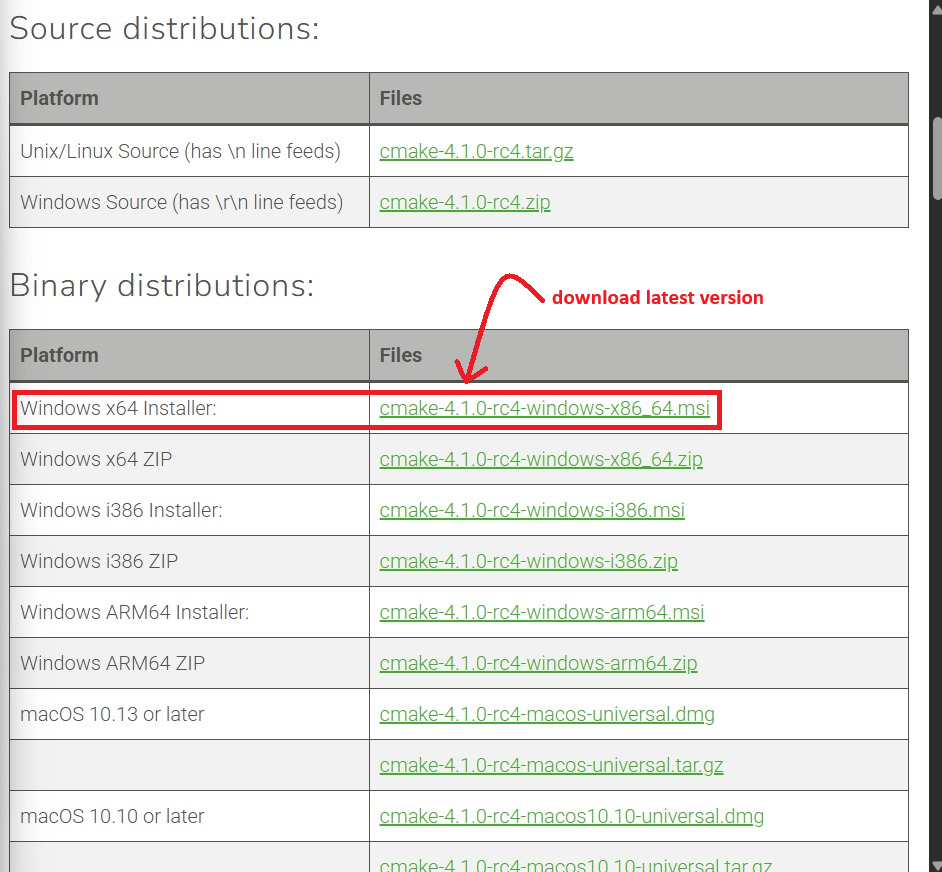 Source distributions:
Platform Files
Unix/Linux Source (has \n line feeds) cmake-4.1.0-rc4.tar.gz
Windows Source (has \r\n line feeds) cmake-4.1.0-rc4.zip
Binary distributions:
download latest version
Platform Files
Windows x64 Installer: cmake-4.1.0-rc4-windows-x86_64.msi
Windows x64 ZIP cmake-4.1.0-rc4-windows-x86_64.zip
Windows i386 Installer: cmake-4.1.0-rc4-windows-i386.msi
Windows i386 ZIP cmake-4.1.0-rc4-windows-i386.zip
Windows ARM64 Installer: cmake-4.1.0-rc4-windows-arm64.msi
Windows ARM64 ZIP cmake-4.1.0-rc4-windows-arm64.zip
macOS 10.13 or later cmake-4.1.0-rc4-macos-universal.dmg
cmake-4.1.0-rc4-macos-universal.tar.gz
macOS 10.10 or later cmake-4.1.0-rc4-macos10.10-universal.dmg
cmake-4.1.0-rc4-macos10.10-universal.tar.gz